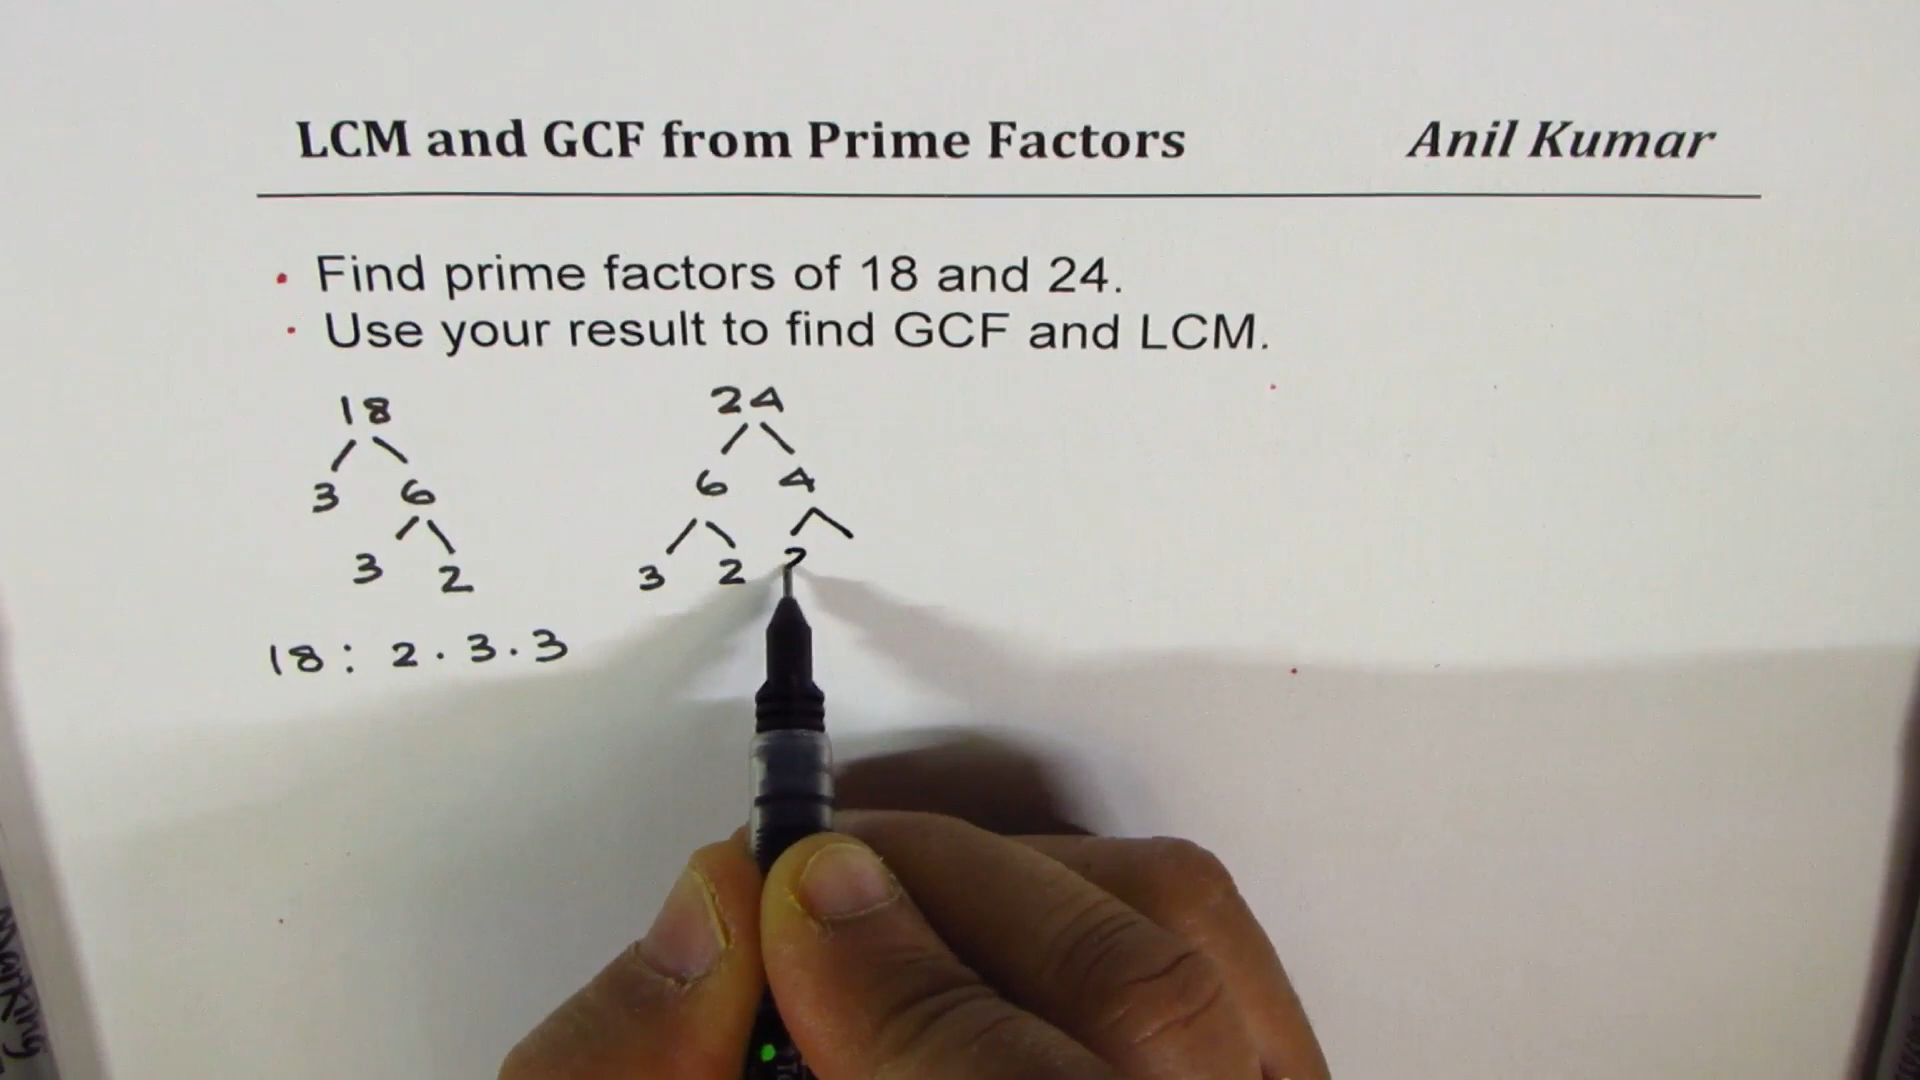 LCM and GCF from Prime Factors Anil Kumar
• Find prime factors of 18 and 24.
• Use your result to find GCF and LCM.
18 24
3 6 6 4
3 2 3 2 2
18 : 2 . 3 . 3
Marking